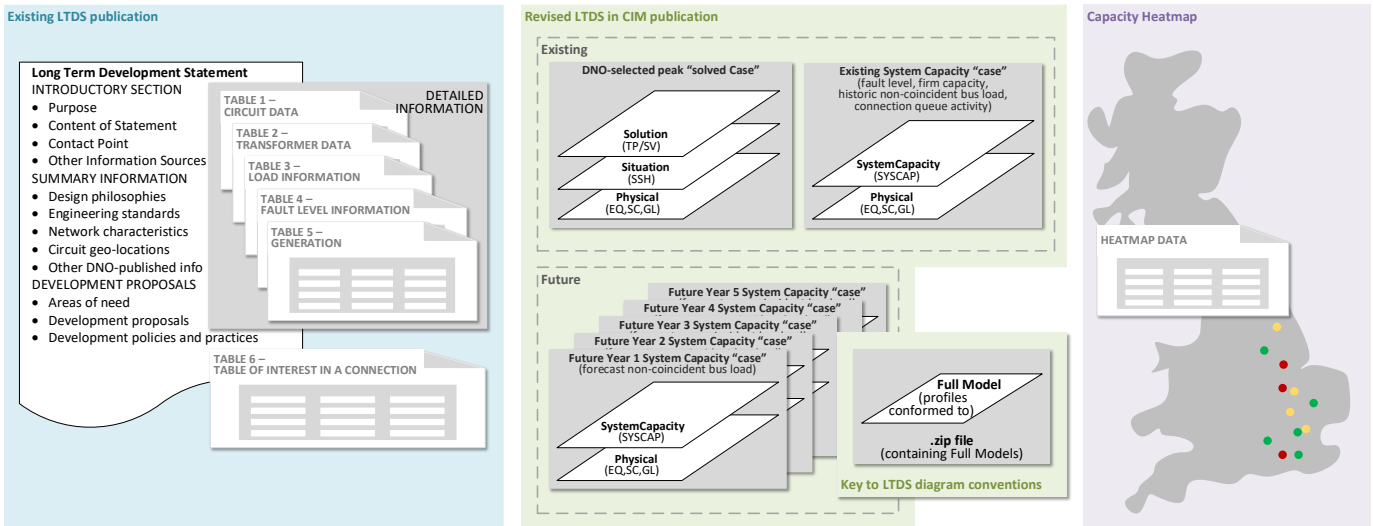 Existing LTDS publication
Long Term Development Statement
INTRODUCTORY SECTION
• Purpose
• Content of Statement
• Contact Point
• Other Information Sources
SUMMARY INFORMATION
• Design philosophies
• Engineering standards
• Network characteristics
• Circuit geo-locations
• Other DNO-published info
DEVELOPMENT PROPOSALS
• Areas of need
• Development proposals
• Development policies and practices
DETAILED
INFORMATION
TABLE 1 –
CIRCUIT DATA
TABLE 2 –
TRANSFORMER DATA
TABLE 3 –
LOAD INFORMATION
TABLE 4 –
FAULT LEVEL INFORMATION
TABLE 5 –
GENERATION
TABLE 6 –
TABLE OF INTEREST IN A CONNECTION
Revised LTDS in CIM publication
Existing
DNO-selected peak “solved Case”
Solution
(TP/SV)
Situation
(SSH)
Physical
(EQ,SC,GL)
Existing System Capacity “case”
(fault level, firm capacity,
historic non-coincident bus load,
connection queue activity)
SystemCapacity
(SYSCAP)
Physical
(EQ,SC,GL)
Future
Future Year 5 System Capacity “case”
Future Year 4 System Capacity “case”
Future Year 3 System Capacity “case”
Future Year 2 System Capacity “case”
Future Year 1 System Capacity “case”
(forecast non-coincident bus load)
SystemCapacity
(SYSCAP)
Physical
(EQ,SC,GL)
Full Model
(profiles
conformed to)
.zip file
(containing Full Models)
Key to LTDS diagram conventions
Capacity Heatmap
HEATMAP DATA